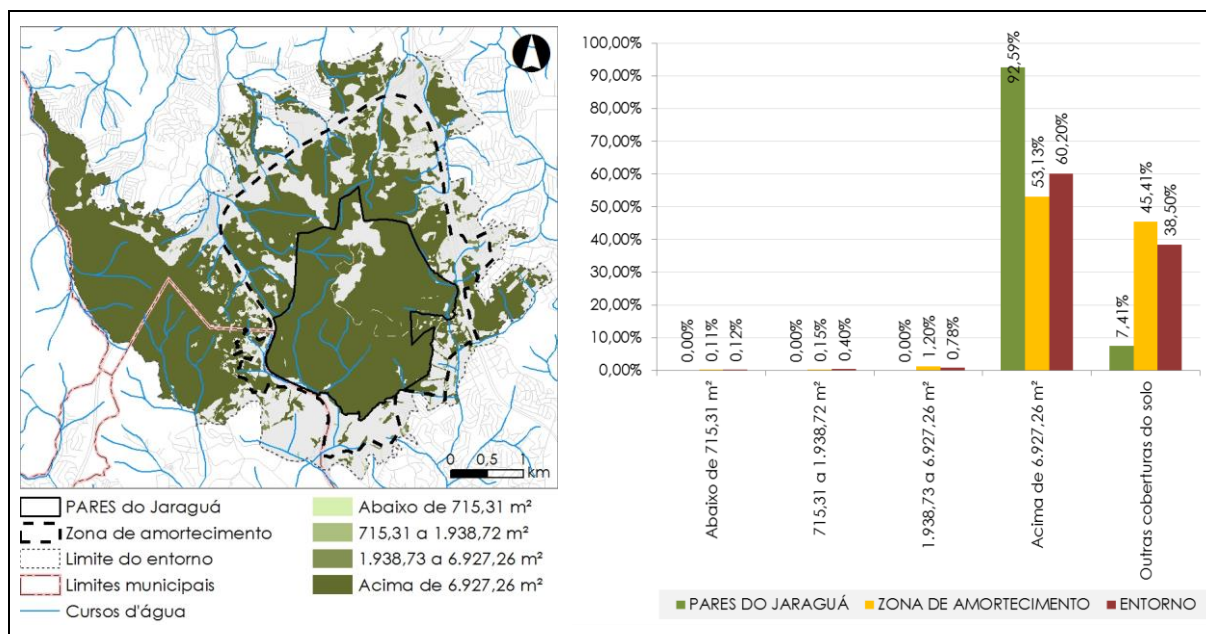 0 0,5 1
km
PARES do Jaraguá
Zona de amortecimento
Limite do entorno
Limites municipais
Cursos d'água
Abaixo de 715,31 m²
715,31 a 1.938,72 m²
1.938,73 a 6.927,26 m²
Acima de 6.927,26 m²
100,00%
90,00%
80,00%
70,00%
60,00%
50,00%
40,00%
30,00%
20,00%
10,00%
0,00%
0,00%
0,11%
0,12%
0,00%
0,15%
0,40%
0,00%
1,20%
0,78%
92,59%
53,13%
60,20%
7,41%
45,41%
38,50%
Abaixo de 715,31 m²
715,31 a 1.938,72 m²
1.938,73 a 6.927,26 m²
Acima de 6.927,26 m²
Outras coberturas do solo
PARES DO JARAGUÁ ZONA DE AMORTECIMENTO ENTORNO